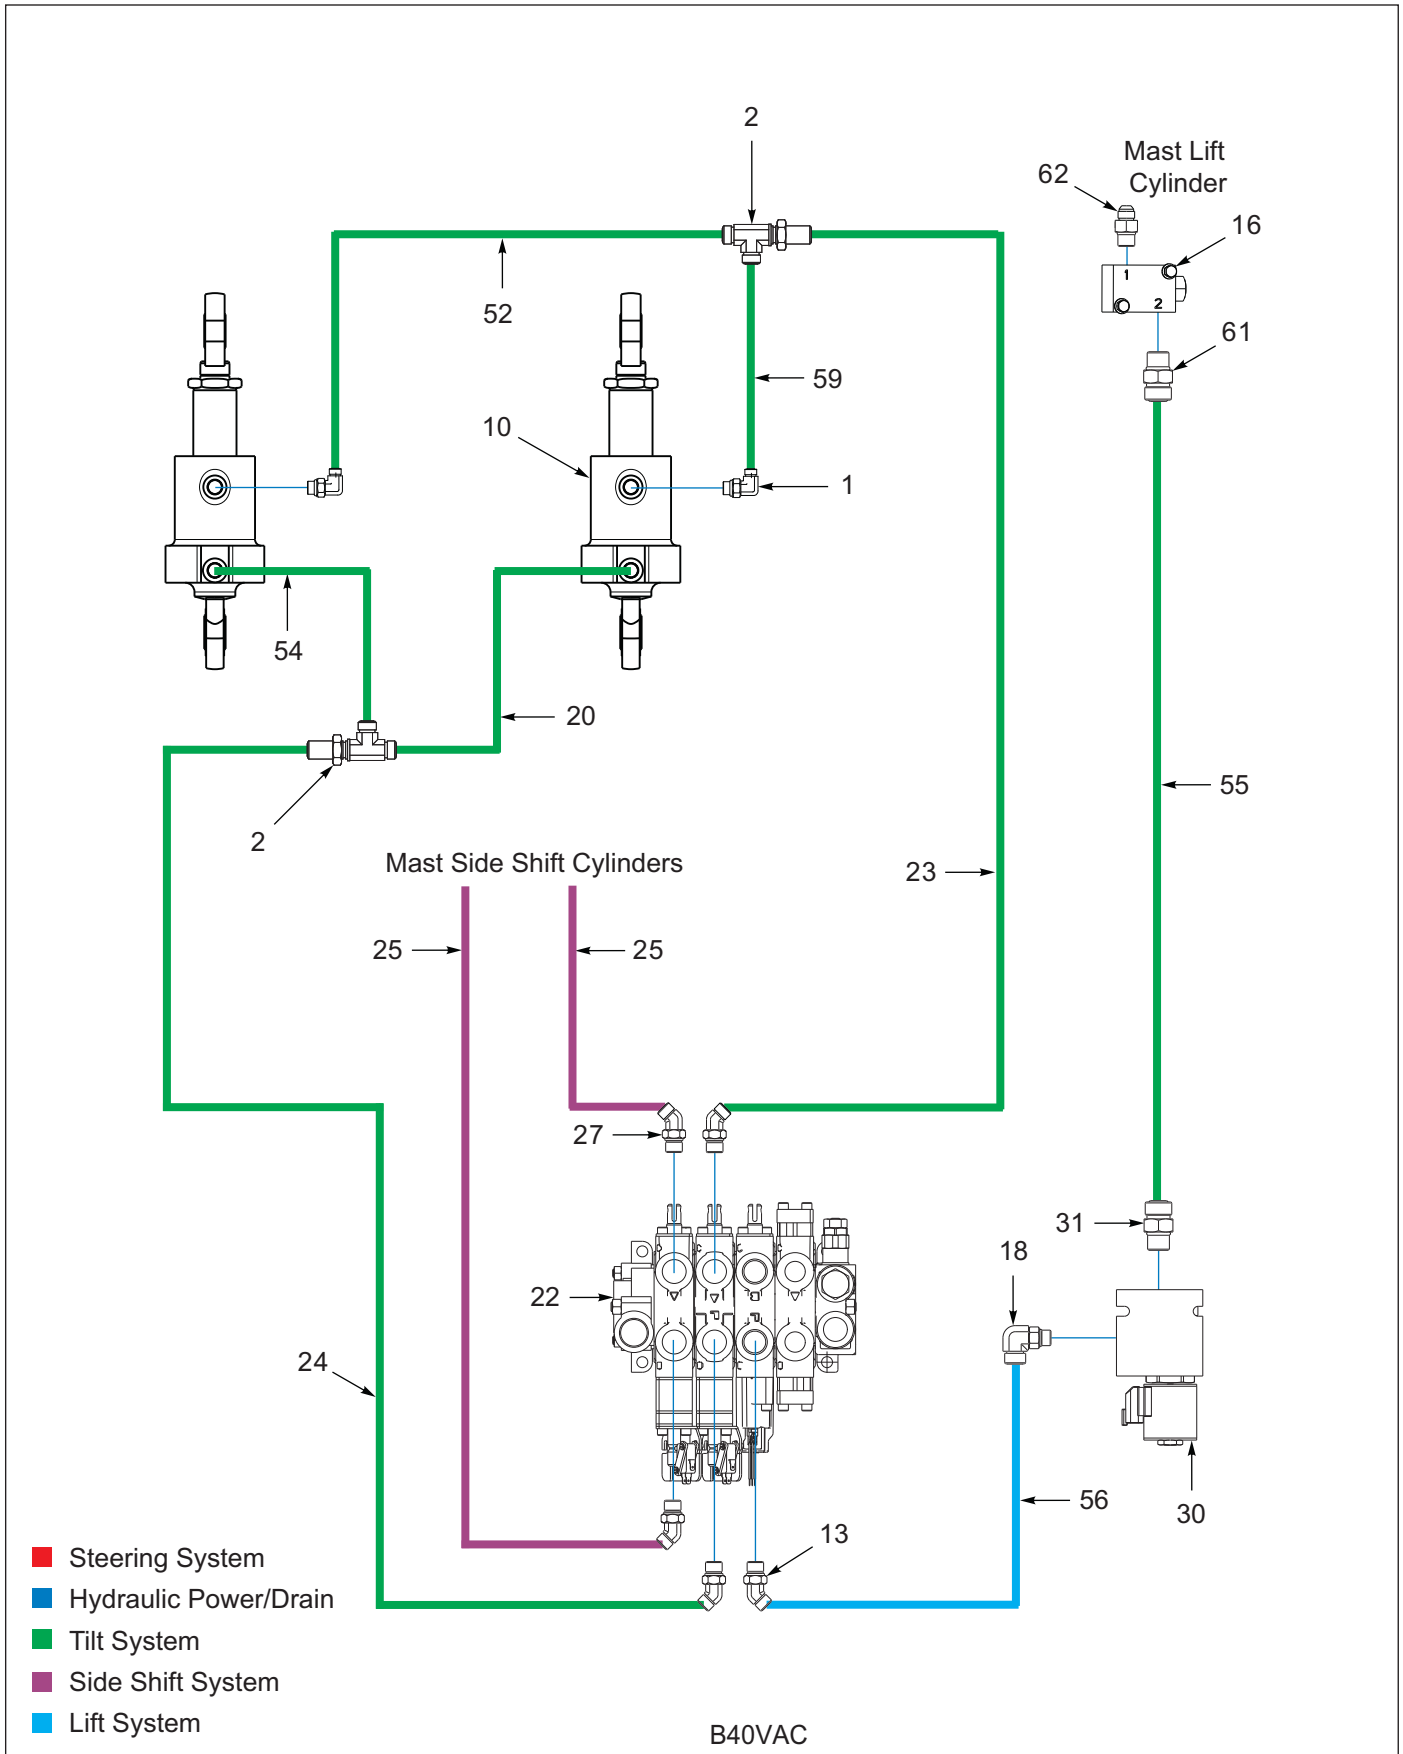 2
Mast Lift
Cylinder
62
16
1
2
52
61
59
10
1
54
20
2
55
Mast Side Shift Cylinders
23
25
25
27
31
18
22
24
56
30
13
Steering System
Hydraulic Power/Drain
Tilt System
Side Shift System
Lift System
B40VAC